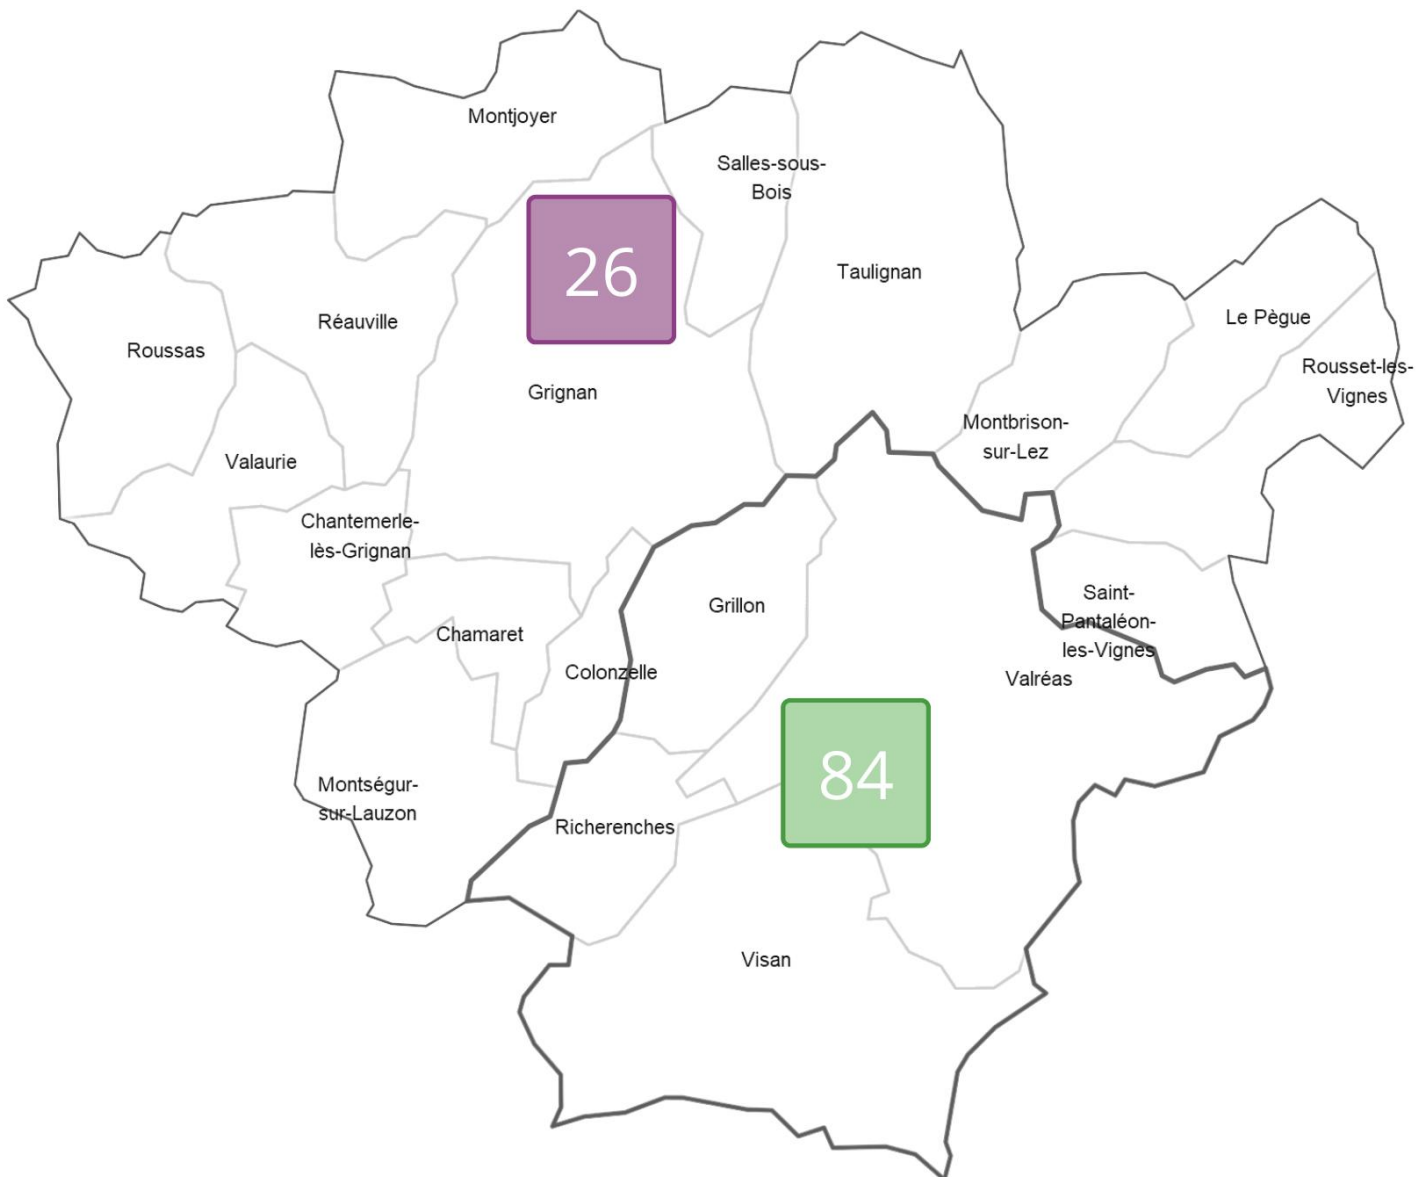 Montjoyer
Salles-sous-
Bois
26
Taulignan
Réauville
Le Pègue
Roussas
Rousset-les-
Vignes
Grignan
Montbrison-
sur-Lez
Valaurie
Chantemerle-
lès-Grignan
Saint-
Pantaléon-
les-Vignes
Grillon
Chamaret
Colonzelle
Valréas
84
Montségur-
sur-Lauzon
Richerenches
Visan